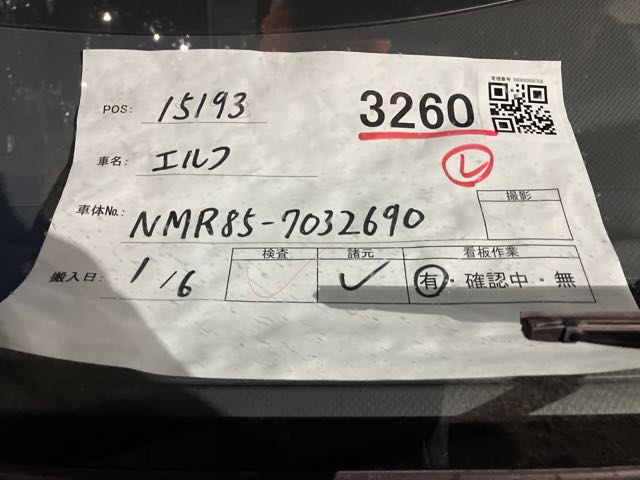 管理番号 000000656708
POS: 15193
3260
レ
車名: エルフ
車体No.: NMR85-7032690
撮影
搬入日: 1/6
検査 諸元 看板作業
✓ ✓ 有・確認中・無